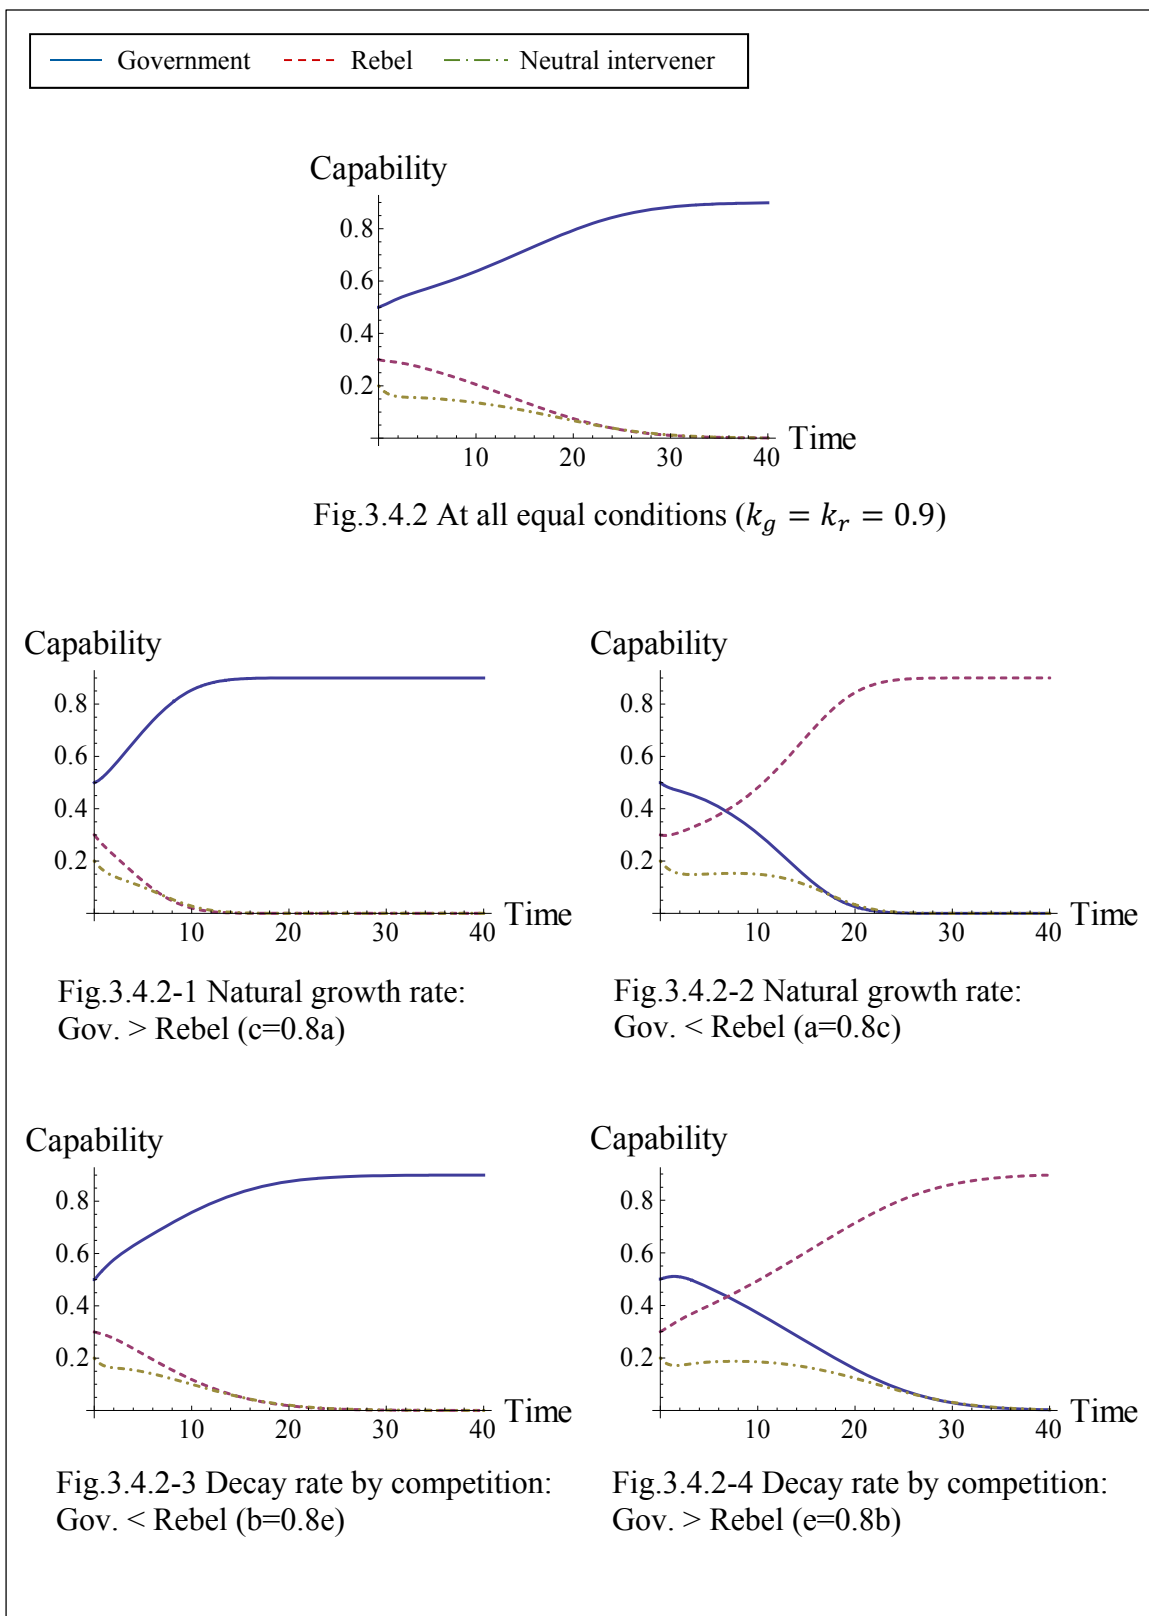 Government Rebel Neutral intervener
Capability
0.8
0.6
0.4
0.2
10 20 30 40
Time
Fig.3.4.2 At all equal conditions (k_g = k_r = 0.9)
Capability
0.8
0.6
0.4
0.2
10 20 30 40
Time
Fig.3.4.2-1 Natural growth rate:
Gov. > Rebel (c=0.8a)
Capability
0.8
0.6
0.4
0.2
10 20 30 40
Time
Fig.3.4.2-2 Natural growth rate:
Gov. < Rebel (a=0.8c)
Capability
0.8
0.6
0.4
0.2
10 20 30 40
Time
Fig.3.4.2-3 Decay rate by competition:
Gov. < Rebel (b=0.8e)
Capability
0.8
0.6
0.4
0.2
10 20 30 40
Time
Fig.3.4.2-4 Decay rate by competition:
Gov. > Rebel (e=0.8b)